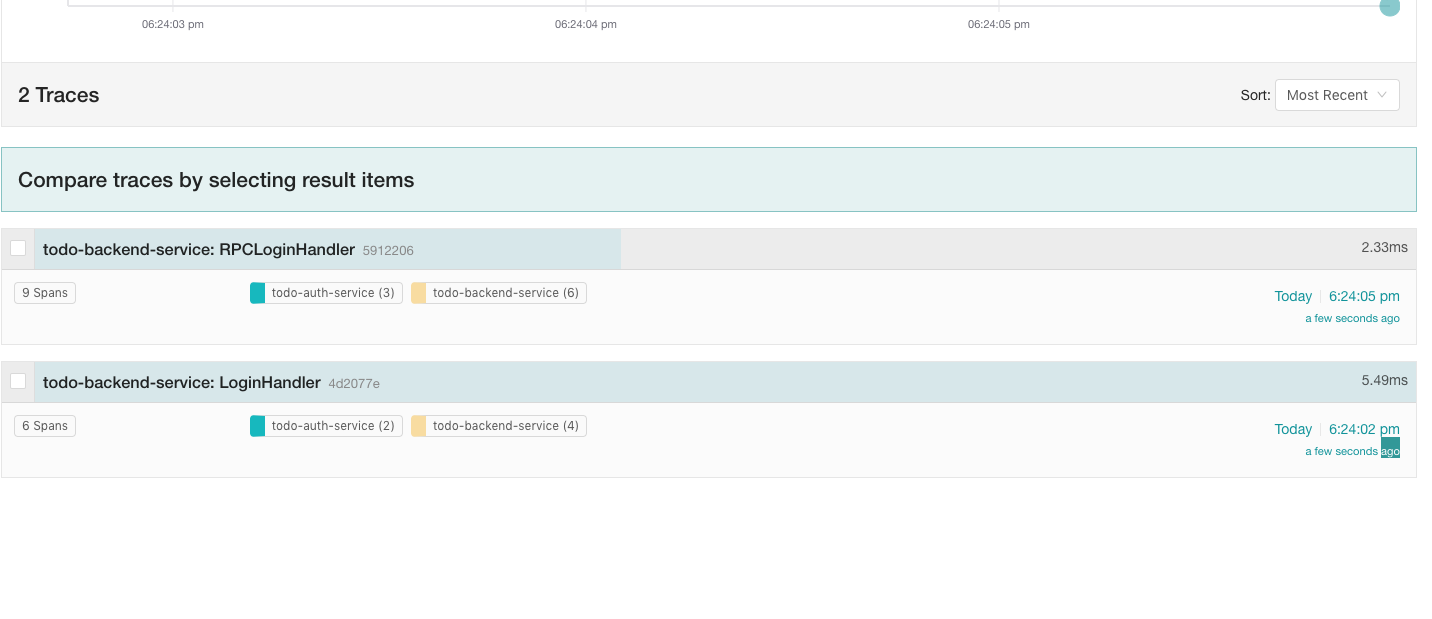 06:24:03 pm 06:24:04 pm 06:24:05 pm
2 Traces Sort: Most Recent
Compare traces by selecting result items
todo-backend-service: RPCLoginHandler 5912206 2.33ms
9 Spans todo-auth-service (3) todo-backend-service (6) Today 6:24:05 pm
a few seconds ago
todo-backend-service: LoginHandler 4d2077e 5.49ms
6 Spans todo-auth-service (2) todo-backend-service (4) Today 6:24:02 pm
a few seconds ago